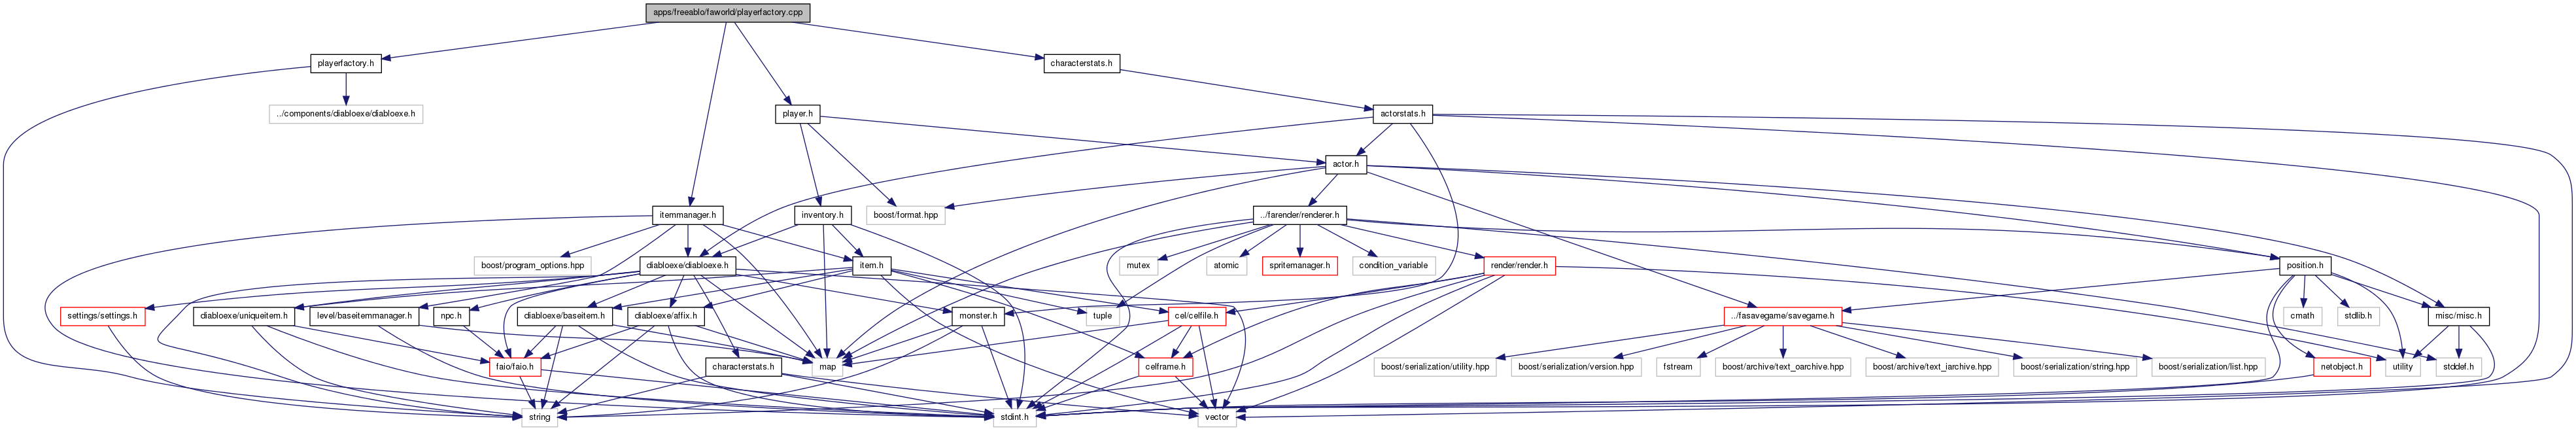 apps/freeablo/faworld/playerfactory.cpp
playerfactory.h
characterstats.h
../components/diabloexe/diabloexe.h
player.h
actorstats.h
actor.h
itemmanager.h
inventory.h
boost/format.hpp
../farender/renderer.h
boost/program_options.hpp
diabloexe/diabloexe.h
item.h
mutex
atomic
spritemanager.h
condition_variable
render/render.h
position.h
settings/settings.h
diabloexe/uniqueitem.h
level/baseitemmanager.h
npc.h
diabloexe/baseitem.h
diabloexe/affix.h
monster.h
tuple
cel/celfile.h
../fasavegame/savegame.h
cmath
stdlib.h
misc/misc.h
faio/faio.h
characterstats.h
map
celframe.h
boost/serialization/utility.hpp
boost/serialization/version.hpp
fstream
boost/archive/text_oarchive.hpp
boost/archive/text_iarchive.hpp
boost/serialization/string.hpp
boost/serialization/list.hpp
netobject.h
utility
stddef.h
string
stdint.h
vector